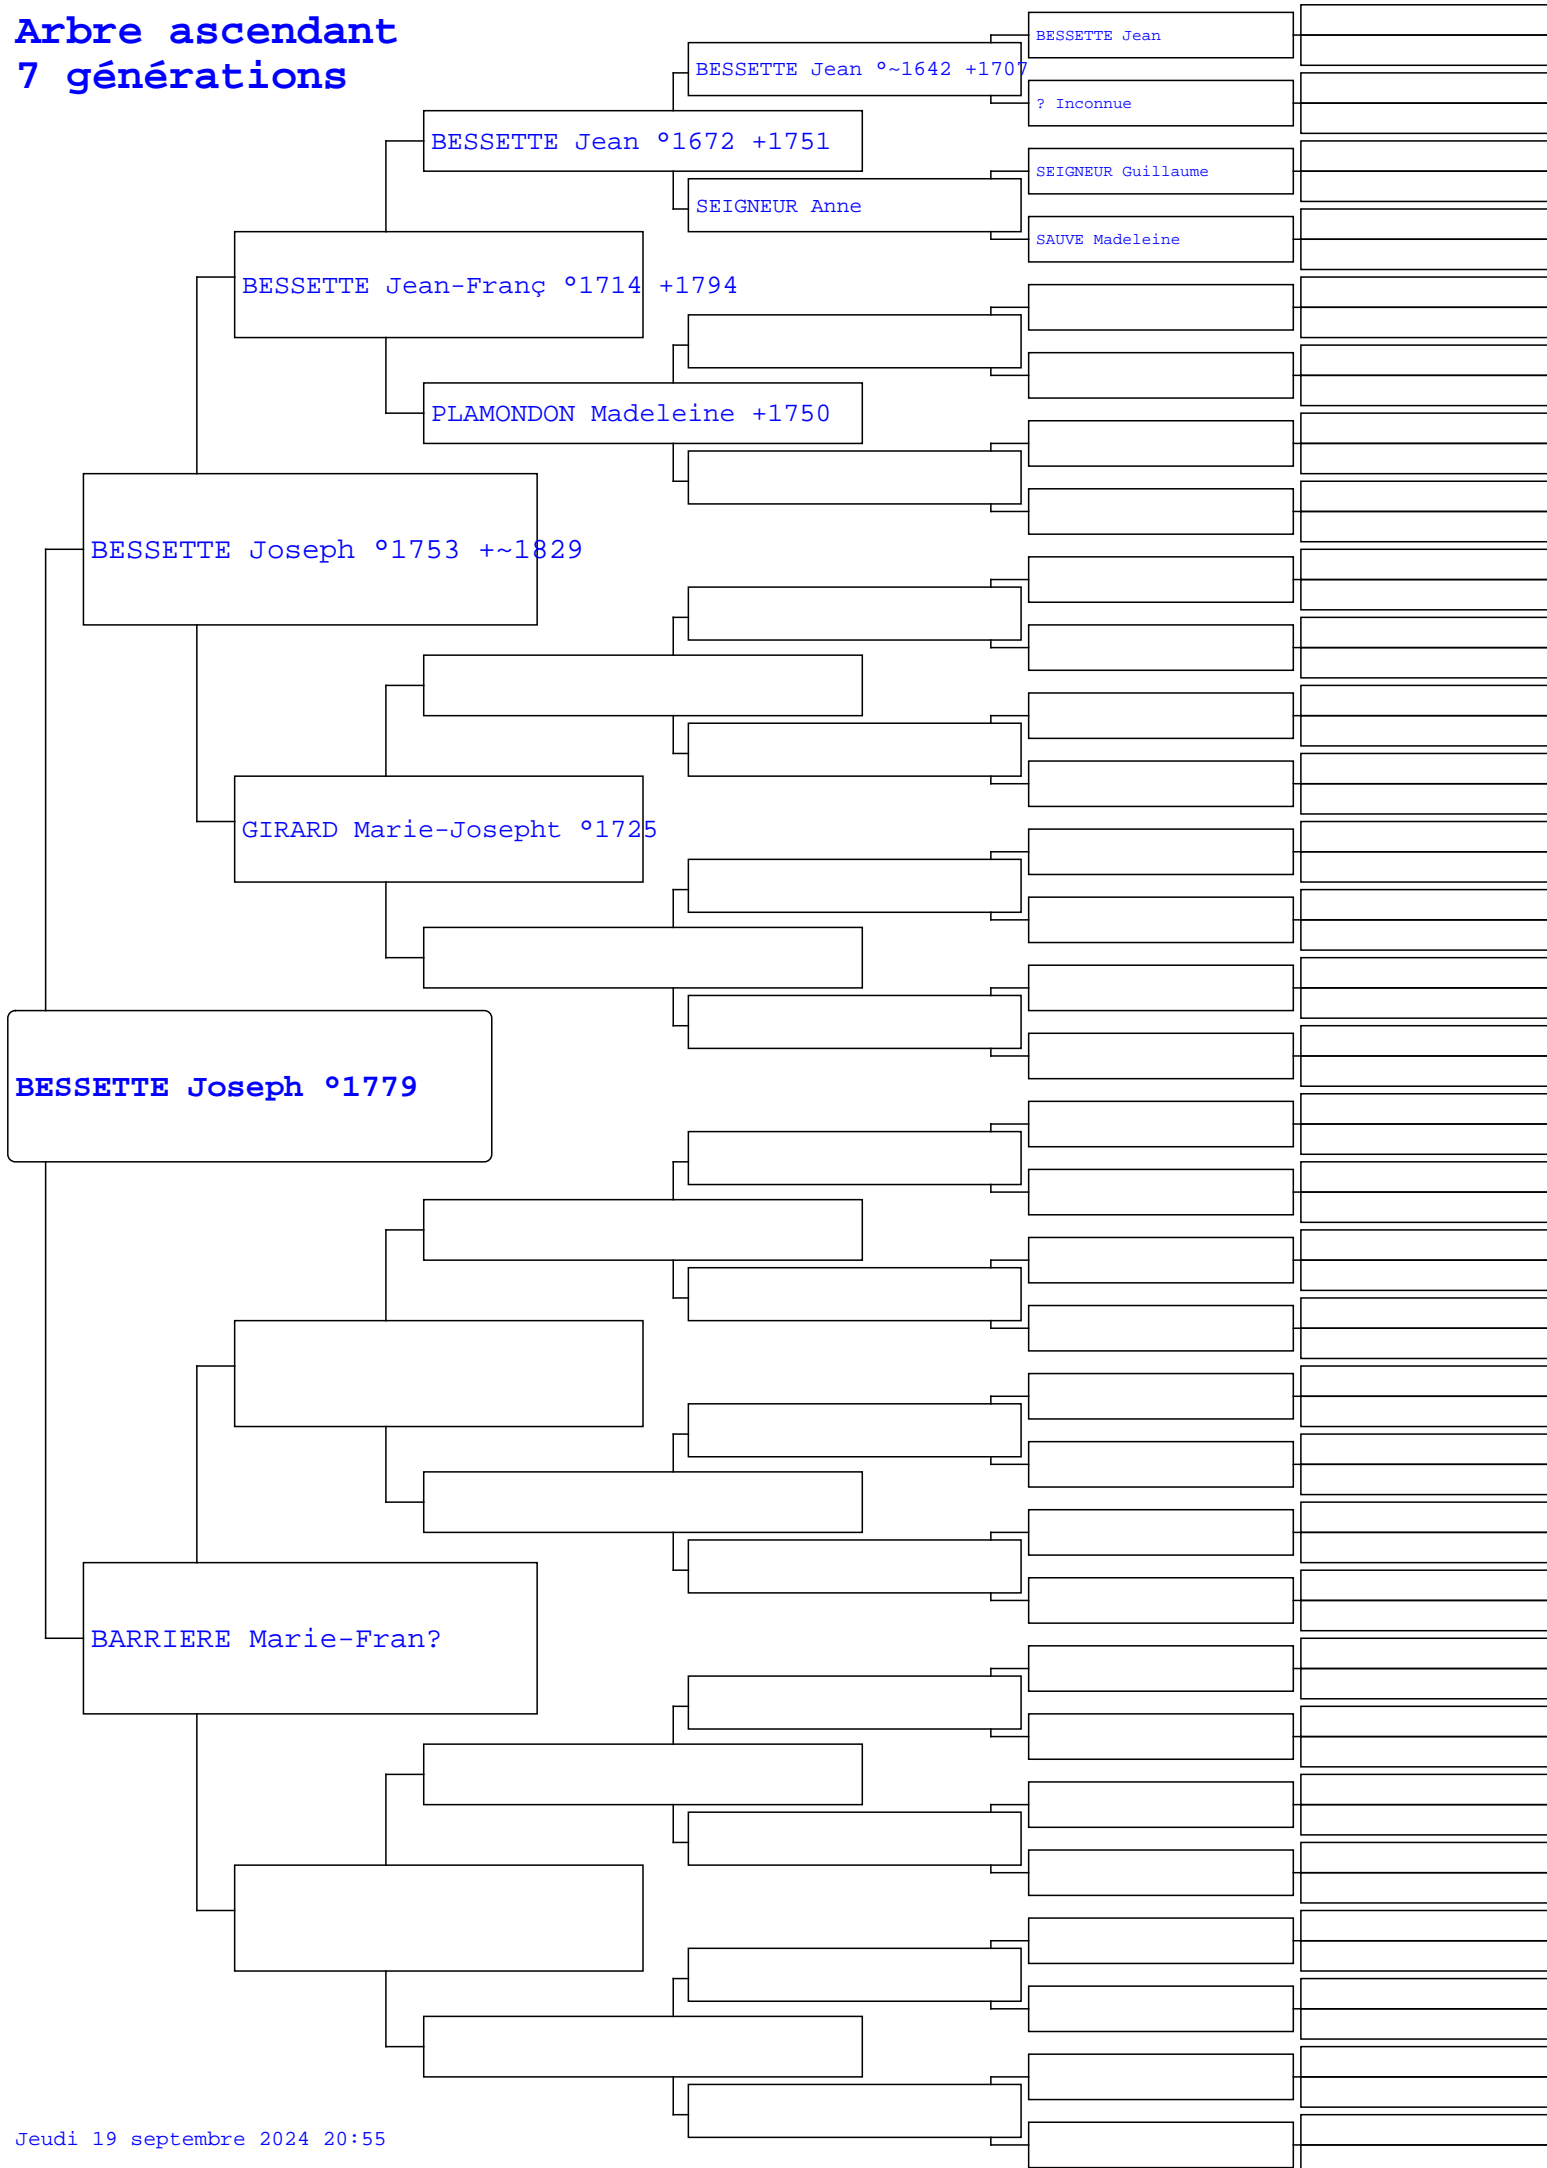 Arbre ascendant
7 générations
BESSETTE Jean
BESSETTE Jean °~1642 +1707
? Inconnue
BESSETTE Jean °1672 +1751
SEIGNEUR Guillaume
SEIGNEUR Anne
SAUVE Madeleine
BESSETTE Jean-Franç °1714 +1794
PLAMONDON Madeleine +1750
BESSETTE Joseph °1753 +~1829
GIRARD Marie-Josepht °1725
BESSETTE Joseph °1779
BARRIERE Marie-Fran?
Jeudi 19 septembre 2024 20:55